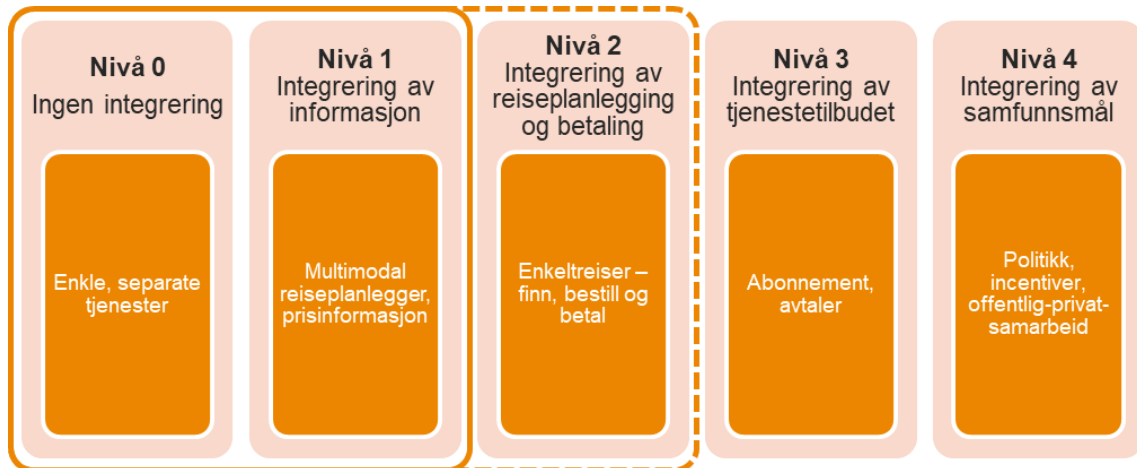 Nivå 0
Ingen integrering
Enkle, separate
tjenester
Nivå 1
Integrering av
informasjon
Multimodal
reiseplanlegger,
prisinformasjon
Nivå 2
Integrering av
reiseplanlegging
og betaling
Enkeltreiser –
finn, bestill og
betal
Nivå 3
Integrering av
tjenestetilbudet
Abonnement,
avtaler
Nivå 4
Integrering av
samfunnsmål
Politikk,
incentiver,
offentlig-privat-
samarbeid